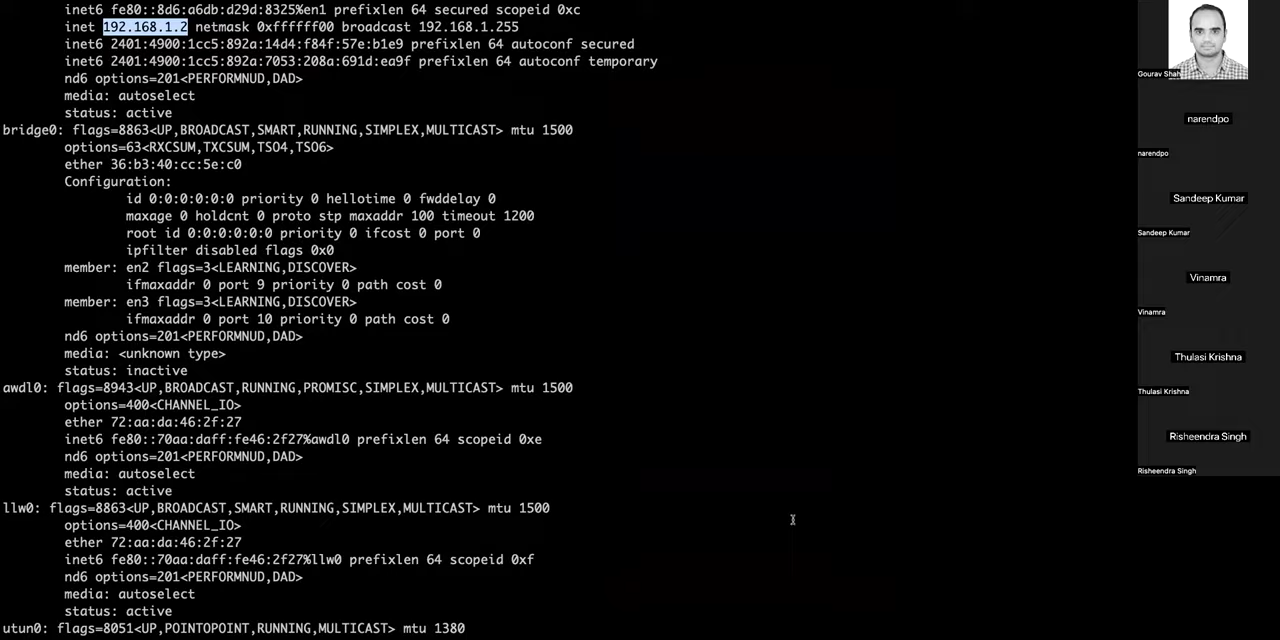 inet6 fe80::8d6:a6db:d29d:8325%en1 prefixlen 64 secured scopeid 0xc
inet 192.168.1.2 netmask 0xffffff00 broadcast 192.168.1.255
inet6 2401:4900:1cc5:892a:14d4:f84f:57e:b1e9 prefixlen 64 autoconf secured
inet6 2401:4900:1cc5:892a:7053:208a:691d:ea9f prefixlen 64 autoconf temporary
nd6 options=201<PERFORMNUD,DAD>
media: autoselect
status: active
bridge0: flags=8863<UP,BROADCAST,SMART,RUNNING,SIMPLEX,MULTICAST> mtu 1500
options=63<RXCSUM,TXCSUM,TSO4,TSO6>
ether 36:b3:40:cc:5e:c0
Configuration:
id 0:0:0:0:0:0 priority 0 hellotime 0 fwddelay 0
maxage 0 holdcnt 0 proto stp maxaddr 100 timeout 1200
root id 0:0:0:0:0:0 priority 0 ifcost 0 port 0
ipfilter disabled flags 0x0
member: en2 flags=3<LEARNING,DISCOVER>
ifmaxaddr 0 port 9 priority 0 path cost 0
member: en3 flags=3<LEARNING,DISCOVER>
ifmaxaddr 0 port 10 priority 0 path cost 0
nd6 options=201<PERFORMNUD,DAD>
media: <unknown type>
status: inactive
awdl0: flags=8943<UP,BROADCAST,RUNNING,PROMISC,SIMPLEX,MULTICAST> mtu 1500
options=400<CHANNEL_IO>
ether 72:aa:da:46:2f:27
inet6 fe80::70aa:daff:fe46:2f27%awdl0 prefixlen 64 scopeid 0xe
nd6 options=201<PERFORMNUD,DAD>
media: autoselect
status: active
llw0: flags=8863<UP,BROADCAST,SMART,RUNNING,SIMPLEX,MULTICAST> mtu 1500
options=400<CHANNEL_IO>
ether 72:aa:da:46:2f:27
inet6 fe80::70aa:daff:fe46:2f27%llw0 prefixlen 64 scopeid 0xf
nd6 options=201<PERFORMNUD,DAD>
media: autoselect
status: active
utun0: flags=8051<UP,POINTOPOINT,RUNNING,MULTICAST> mtu 1380
Gourav Shah
narendpo
narendpo
Sandeep Kumar
Sandeep Kumar
Vinamra
Vinamra
Thulasi Krishna
Thulasi Krishna
Risheendra Singh
Risheendra Singh